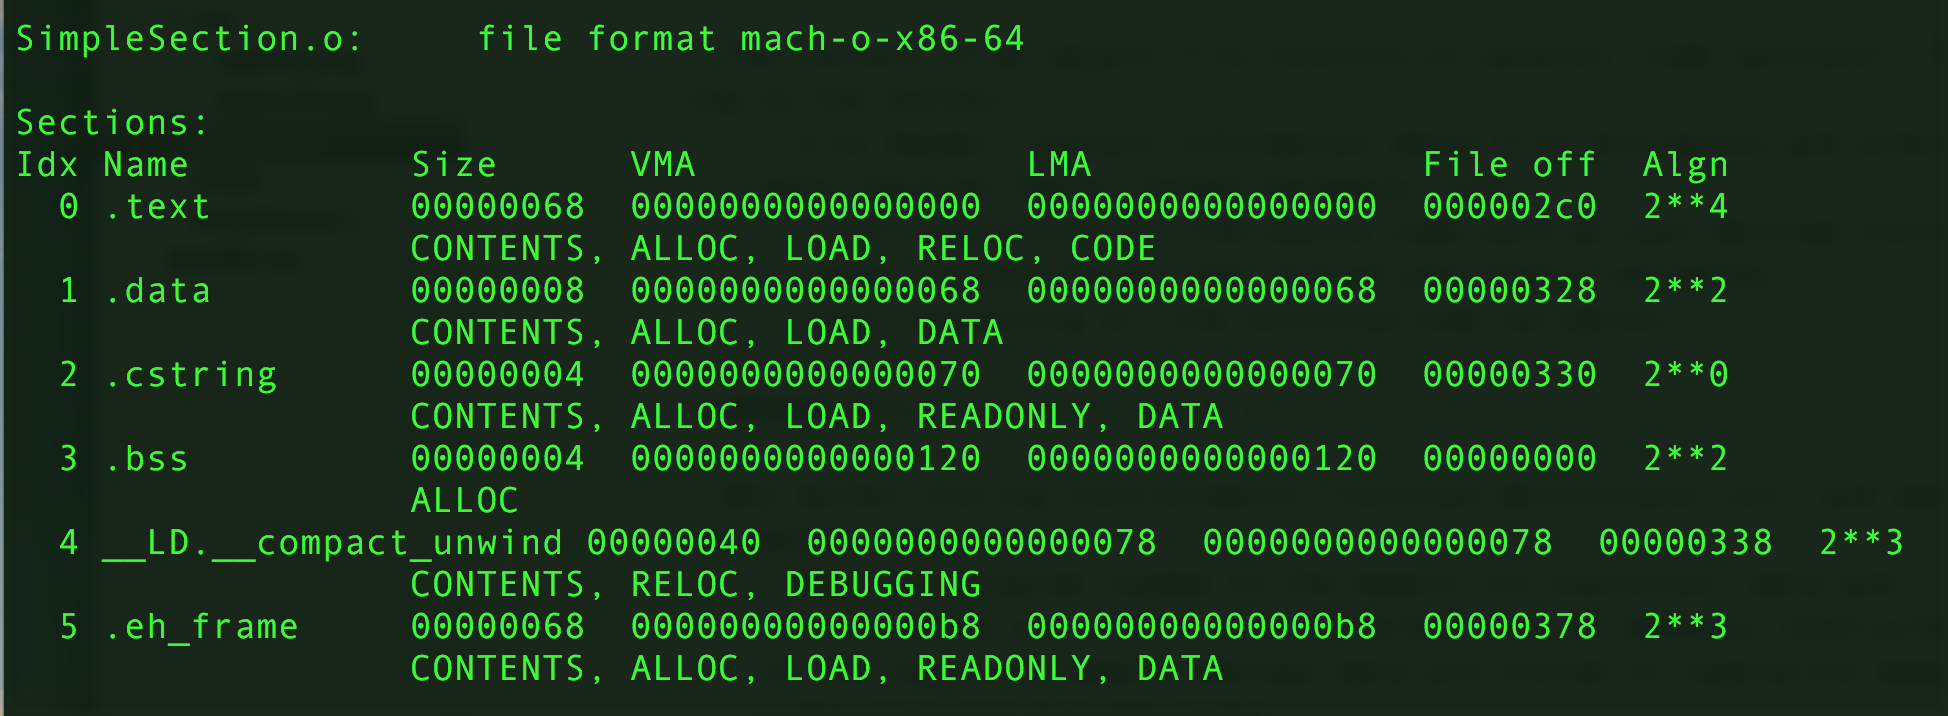 SimpleSection.o:     file format mach-o-x86-64
Sections:
Idx Name          Size      VMA               LMA               File off  Algn
  0 .text         00000068  0000000000000000  0000000000000000  000002c0  2**4
                  CONTENTS, ALLOC, LOAD, RELOC, CODE
  1 .data         00000008  0000000000000068  0000000000000068  00000328  2**2
                  CONTENTS, ALLOC, LOAD, DATA
  2 .cstring      00000004  0000000000000070  0000000000000070  00000330  2**0
                  CONTENTS, ALLOC, LOAD, READONLY, DATA
  3 .bss          00000004  0000000000000120  0000000000000120  00000000  2**2
                  ALLOC
  4 __LD.__compact_unwind 00000040  0000000000000078  0000000000000078  00000338  2**3
                  CONTENTS, RELOC, DEBUGGING
  5 .eh_frame     00000068  00000000000000b8  00000000000000b8  00000378  2**3
                  CONTENTS, ALLOC, LOAD, READONLY, DATA